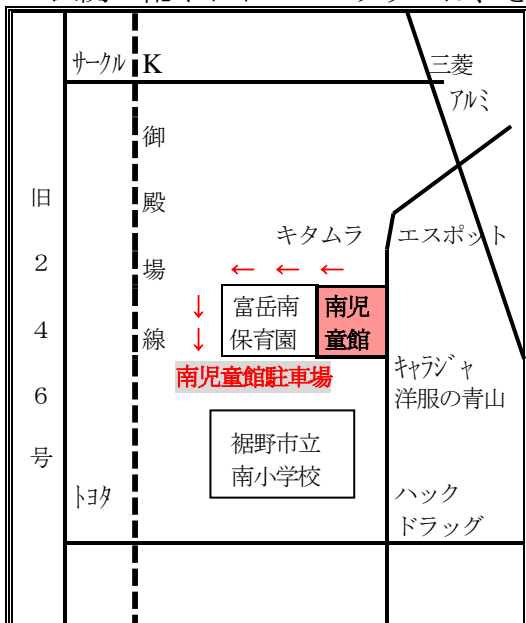 サークル K
三菱
アルミ
御殿場線
旧246号
キタムラ
エスポット
← ← ←
↓
↓
富岳南
保育園
南児
童館
南児童館駐車場
キャラジャ
洋服の青山
裾野市立
南小学校
トヨタ
ハック
ドラッグ